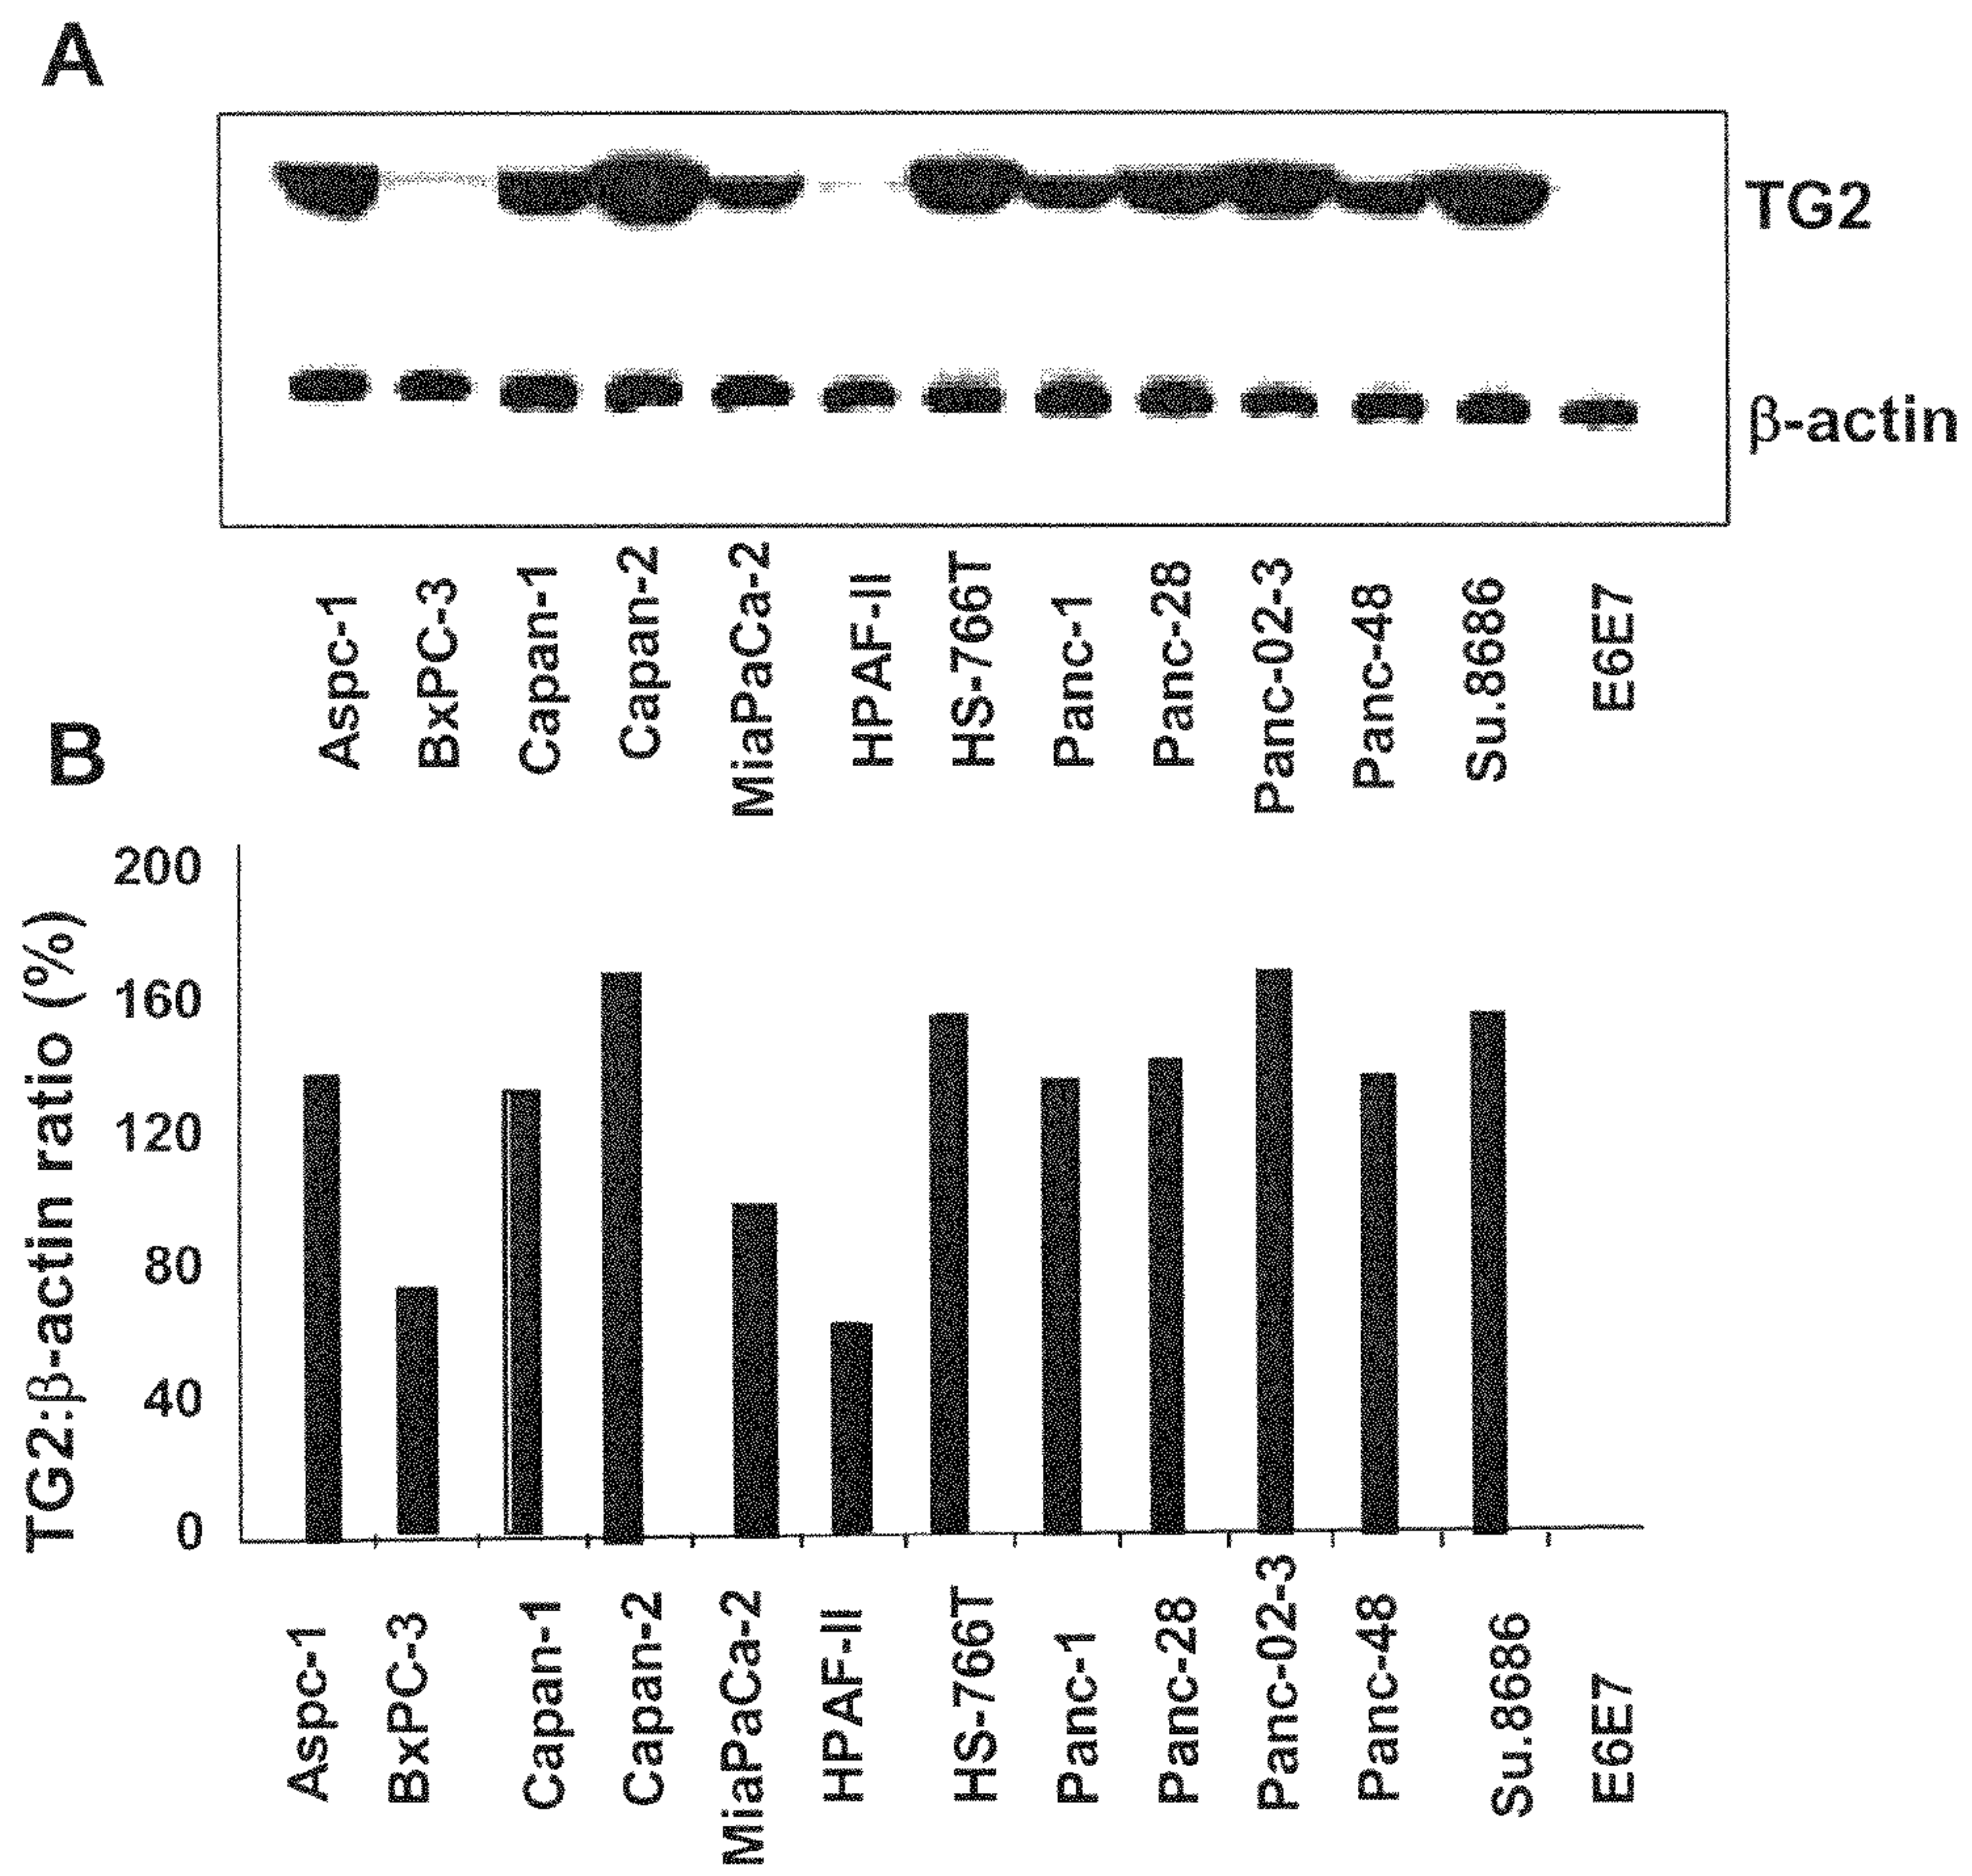 A
TG2
β-actin
Aspc-1
BxPC-3
Capan-1
Capan-2
MiaPaCa-2
HPAF-II
HS-766T
Panc-1
Panc-28
Panc-02-3
Panc-48
Su.8686
E6E7
B
TG2:β-actin ratio (%)
200
160
120
80
40
0
Aspc-1
BxPC-3
Capan-1
Capan-2
MiaPaCa-2
HPAF-II
HS-766T
Panc-1
Panc-28
Panc-02-3
Panc-48
Su.8686
E6E7